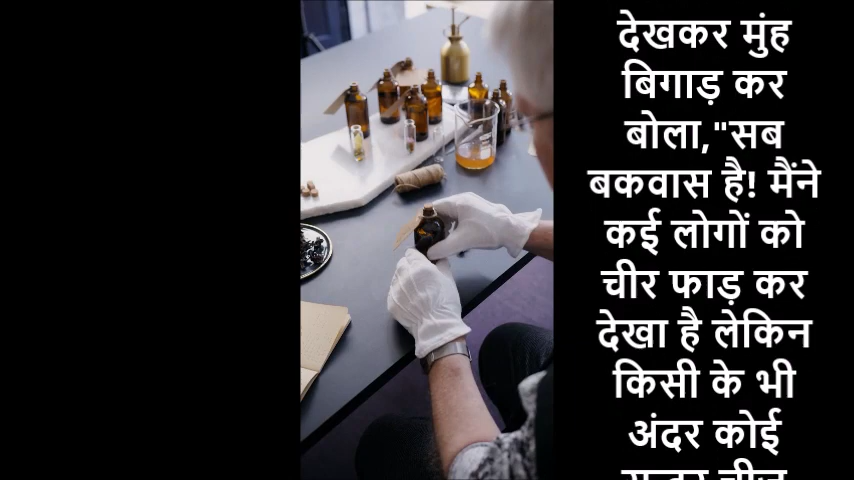 देखकर मुंह
बिगाड़ कर
बोला,"सब
बकवास है! मैंने
कई लोगों को
चीर फाड़ कर
देखा है लेकिन
किसी के भी
अंदर कोई